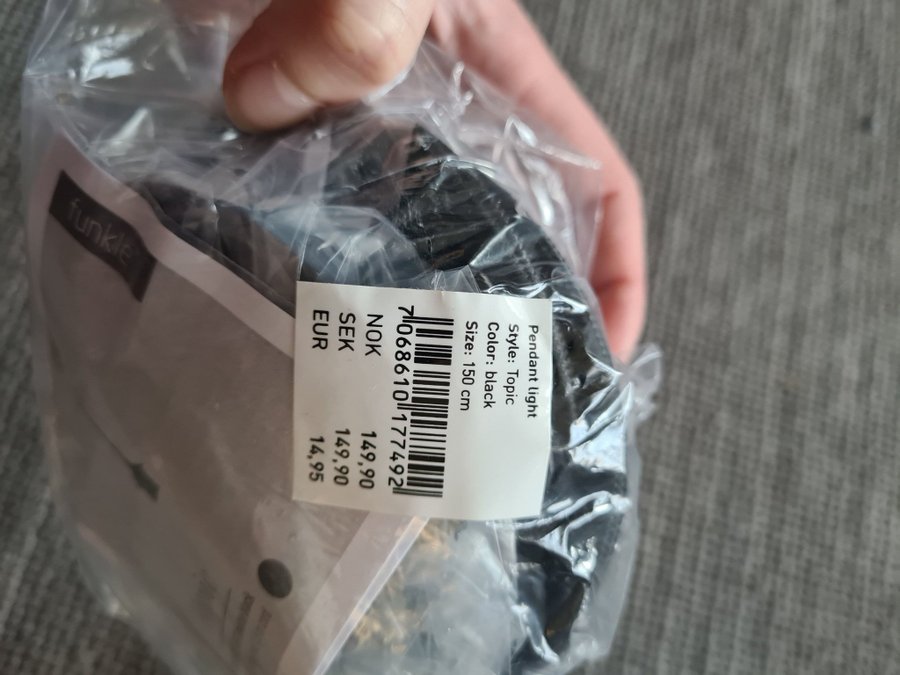 funkle
Pendant light
Style: Topic
Color: black
Size: 150 cm
7068610177492
NOK 149,90
SEK 149,90
EUR 14,95